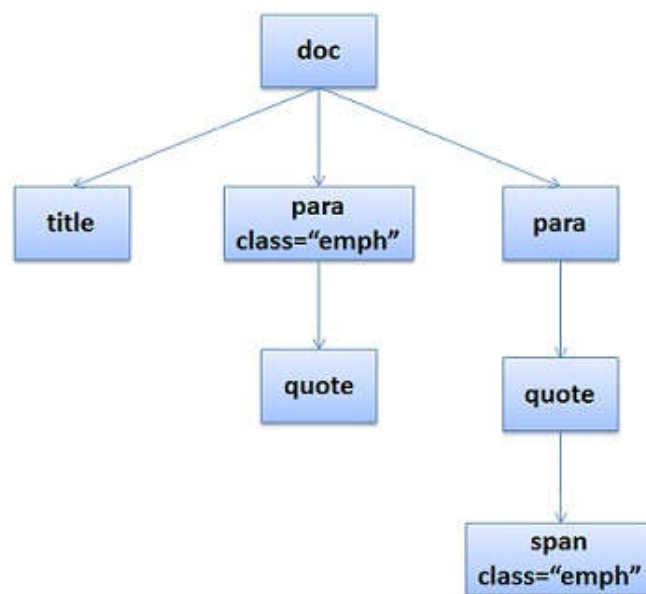 doc
title
para
class=“emph”
para
quote
quote
span
class=“emph”